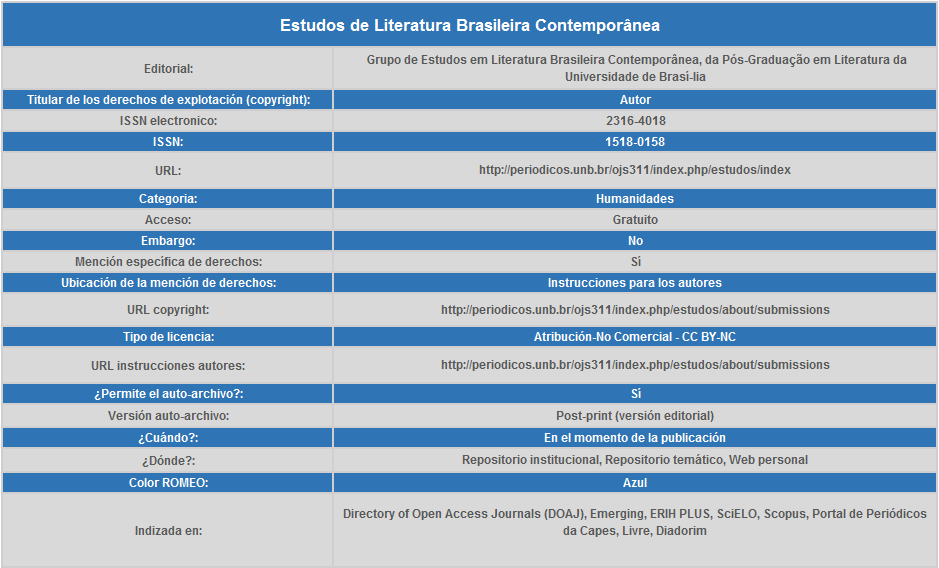 Estudos de Literatura Brasileira Contemporânea
Editorial:
Grupo de Estudos em Literatura Brasileira Contemporânea, da Pós-Graduação em Literatura da
Universidade de Brasí-lia
Titular de los derechos de explotación (copyright):
Autor
ISSN electronico:
2316-4018
ISSN:
1518-0158
URL:
http://periodicos.unb.br/ojs311/index.php/estudos/index
Categoria:
Humanidades
Acceso:
Gratuito
Embargo:
No
Mención específica de derechos:
Sì
Ubicación de la mención de derechos:
Instrucciones para los autores
URL copyright:
http://periodicos.unb.br/ojs311/index.php/estudos/about/submissions
Tipo de licencia:
Atribución-No Comercial - CC BY-NC
URL instrucciones autores:
http://periodicos.unb.br/ojs311/index.php/estudos/about/submissions
¿Permite el auto-archivo?:
Sì
Versión auto-archivo:
Post-print (versión editorial)
¿Cuándo?:
En el momento de la publicación
¿Dónde?:
Repositorio institucional, Repositorio temático, Web personal
Color ROMEO:
Azul
Indizada en:
Directory of Open Access Journals (DOAJ), Emerging, ERIH PLUS, SciELO, Scopus, Portal de Periódicos
da Capes, Livre, Diadorim